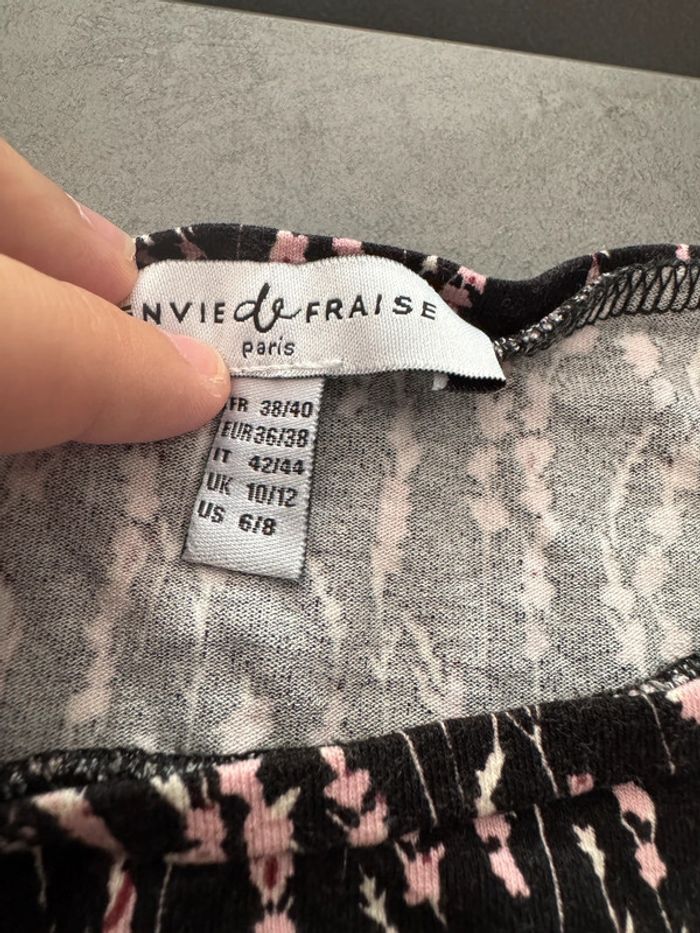 ENVIE de FRAISE
paris
FR 38/40
EUR 36/38
IT 42/44
UK 10/12
US 6/8